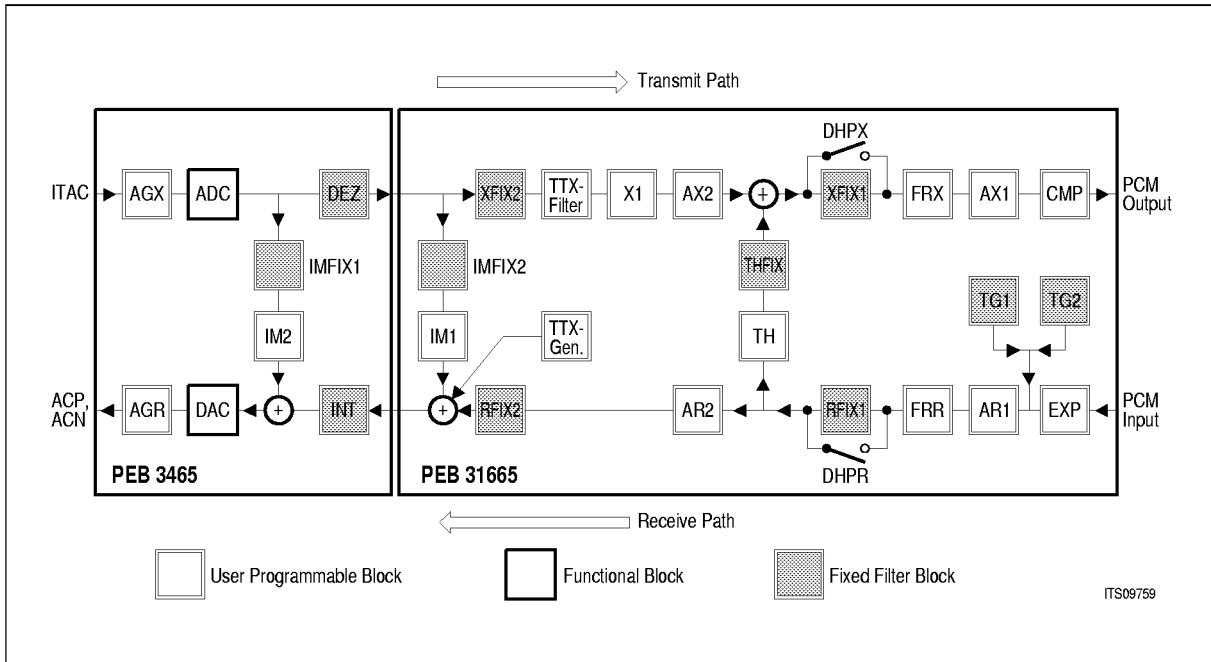 Transmit Path
DHPX
ITAC
AGX
ADC
DEZ
XFIX2
TTX-
Filter
X1
AX2
+
XFIX1
FRX
AX1
CMP
PCM
Output
IMFIX1
IMFIX2
THFIX
TG1
TG2
IM2
IM1
TTX-
Gen.
TH
ACP,
ACN
AGR
DAC
+
INT
+
RFIX2
AR2
RFIX1
FRR
AR1
EXP
PCM
Input
DHPR
PEB 3465
PEB 31665
Receive Path
User Programmable Block
Functional Block
Fixed Filter Block
ITS09759